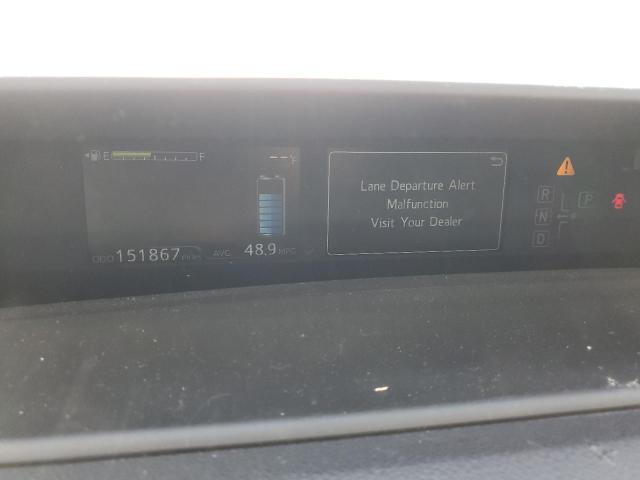 E F
--°F
ODO 151867 miles AVG. 48.9 MPG
Lane Departure Alert
Malfunction
Visit Your Dealer
R
P
N
D